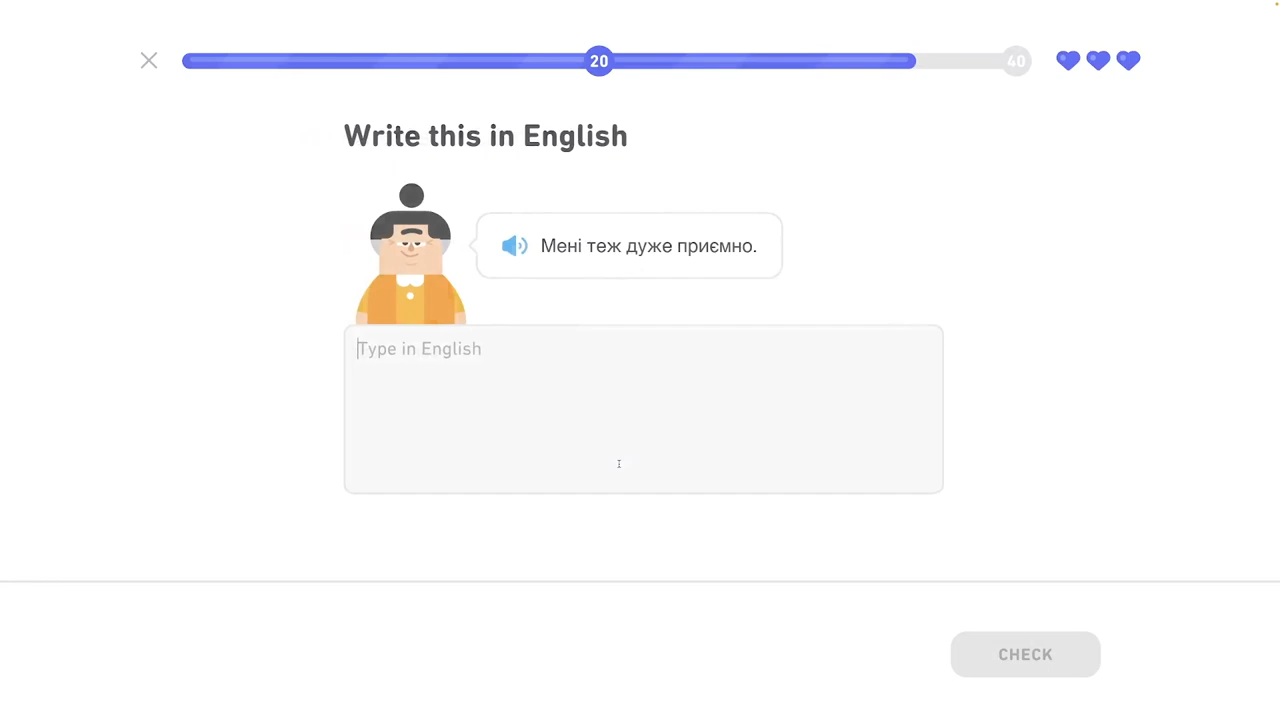 20
40
Write this in English
Мені теж дуже приємно.
Type in English
CHECK